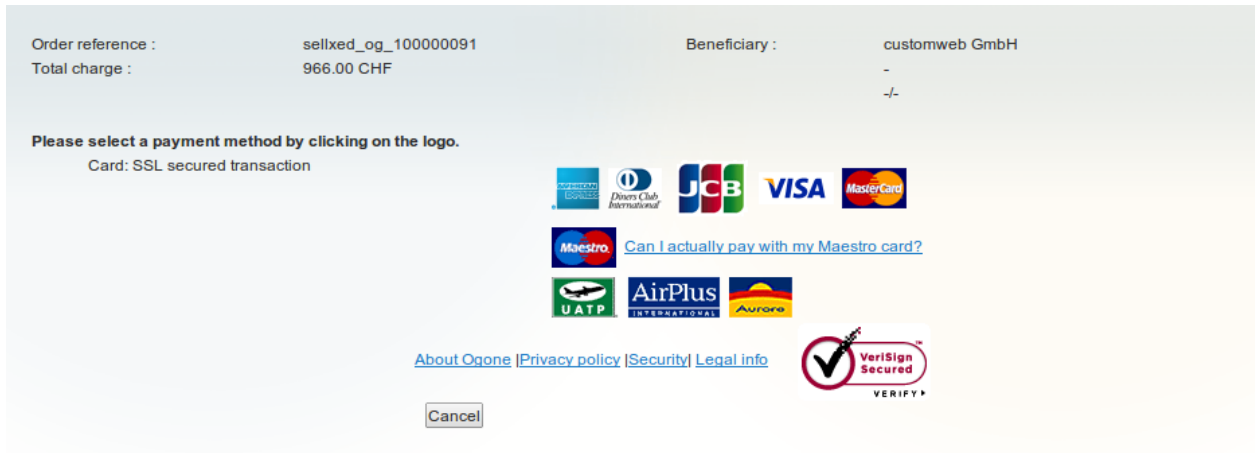 Order reference : sellxed_og_100000091 Beneficiary : customweb GmbH
Total charge : 966.00 CHF -
-/-
Please select a payment method by clicking on the logo.
Card: SSL secured transaction
AMERICAN EXPRESS
Diners Club International
JCB
VISA
MasterCard
Maestro Can I actually pay with my Maestro card?
UATP
AirPlus INTERNATIONAL
Aurore
About Ogone |Privacy policy |Security| Legal info
VeriSign Secured
VERIFY
Cancel